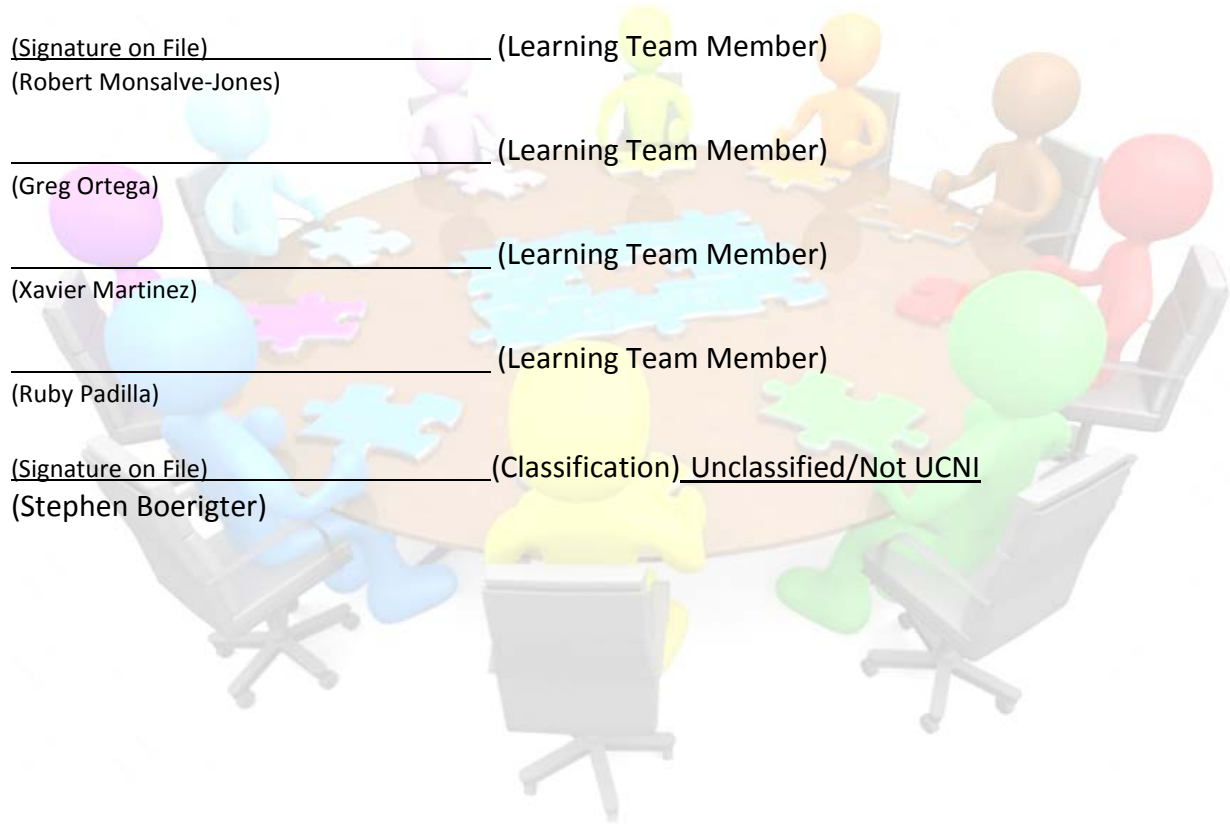 (Signature on File) (Learning Team Member)
(Robert Monsalve-Jones)
(Learning Team Member)
(Greg Ortega)
(Learning Team Member)
(Xavier Martinez)
(Learning Team Member)
(Ruby Padilla)
(Signature on File) (Classification) Unclassified/Not UCNI
(Stephen Boerigter)